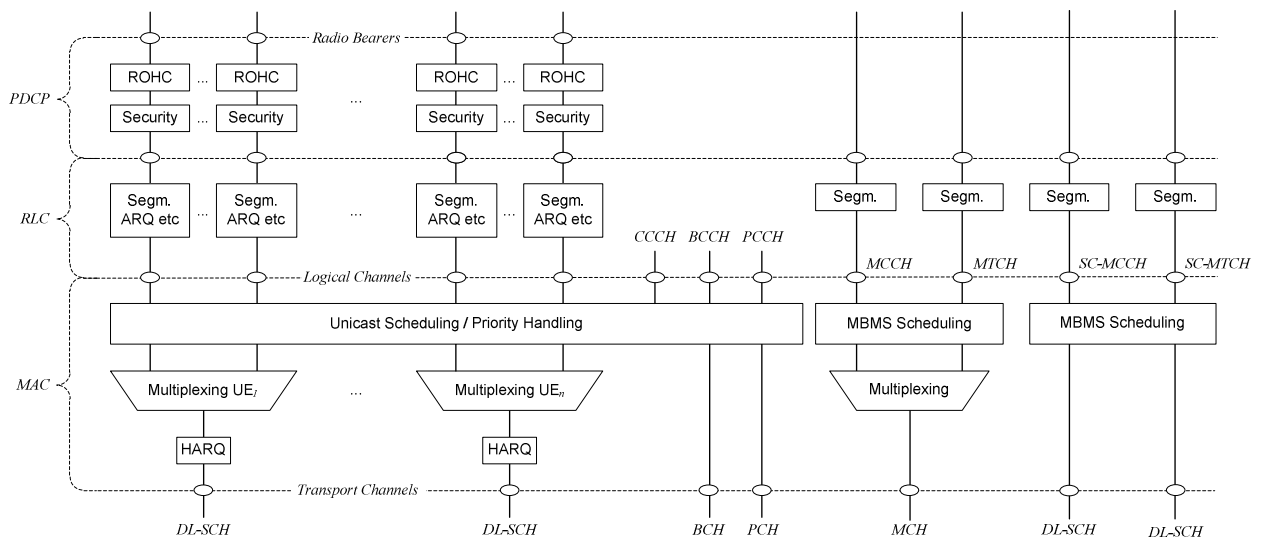 Radio Bearers
ROHC ... ROHC ROHC ... ROHC
PDCP ...
Security ... Security Security ... Security
Segm. ARQ etc ... Segm. ARQ etc ... Segm. ARQ etc ... Segm. ARQ etc Segm. Segm. Segm. Segm.
RLC
CCCH BCCH PCCH
MCCH MTCH SC-MCCH SC-MTCH
Logical Channels
Unicast Scheduling / Priority Handling MBMS Scheduling MBMS Scheduling
MAC
Multiplexing UE1 ... Multiplexing UEn Multiplexing
HARQ HARQ
Transport Channels
DL-SCH DL-SCH BCH PCH MCH DL-SCH DL-SCH